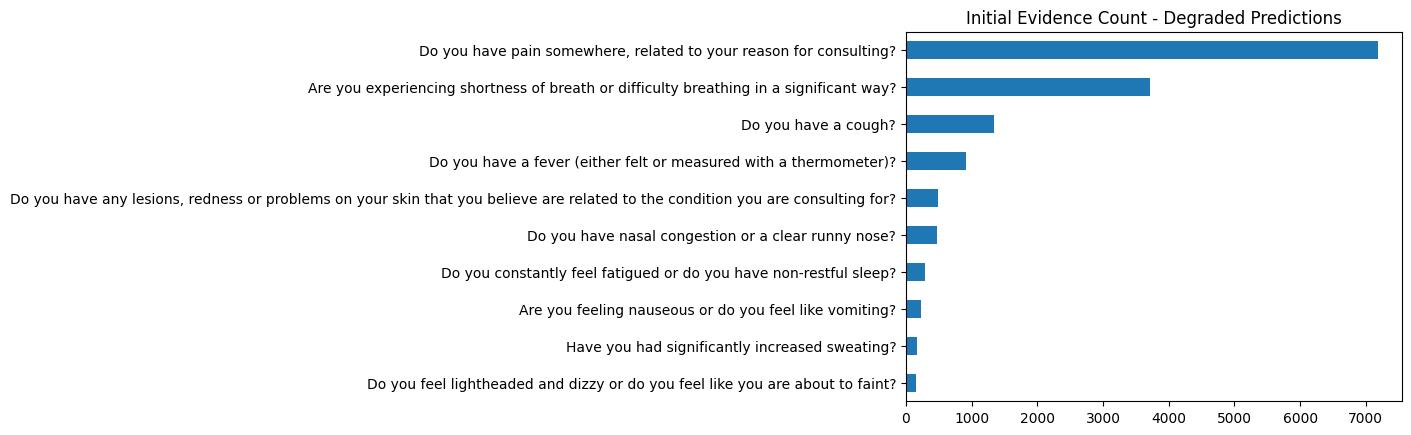 Initial Evidence Count - Degraded Predictions
Do you have pain somewhere, related to your reason for consulting?
Are you experiencing shortness of breath or difficulty breathing in a significant way?
Do you have a cough?
Do you have a fever (either felt or measured with a thermometer)?
Do you have any lesions, redness or problems on your skin that you believe are related to the condition you are consulting for?
Do you have nasal congestion or a clear runny nose?
Do you constantly feel fatigued or do you have non-restful sleep?
Are you feeling nauseous or do you feel like vomiting?
Have you had significantly increased sweating?
Do you feel lightheaded and dizzy or do you feel like you are about to faint?
0 1000 2000 3000 4000 5000 6000 7000